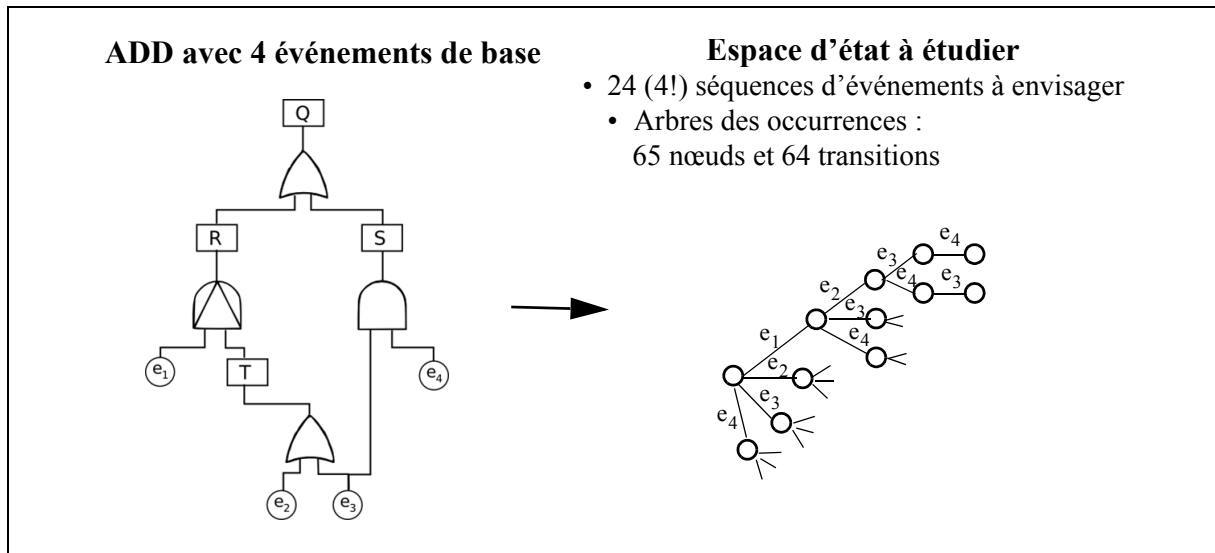 ADD avec 4 événements de base
Espace d’état à étudier
• 24 (4!) séquences d’événements à envisager
• Arbres des occurrences :
65 nœuds et 64 transitions
Q
R
S
e1
T
e4
e2
e3
e4
e3
e4
e3
e2
e3
e4
e1
e2
e3
e4